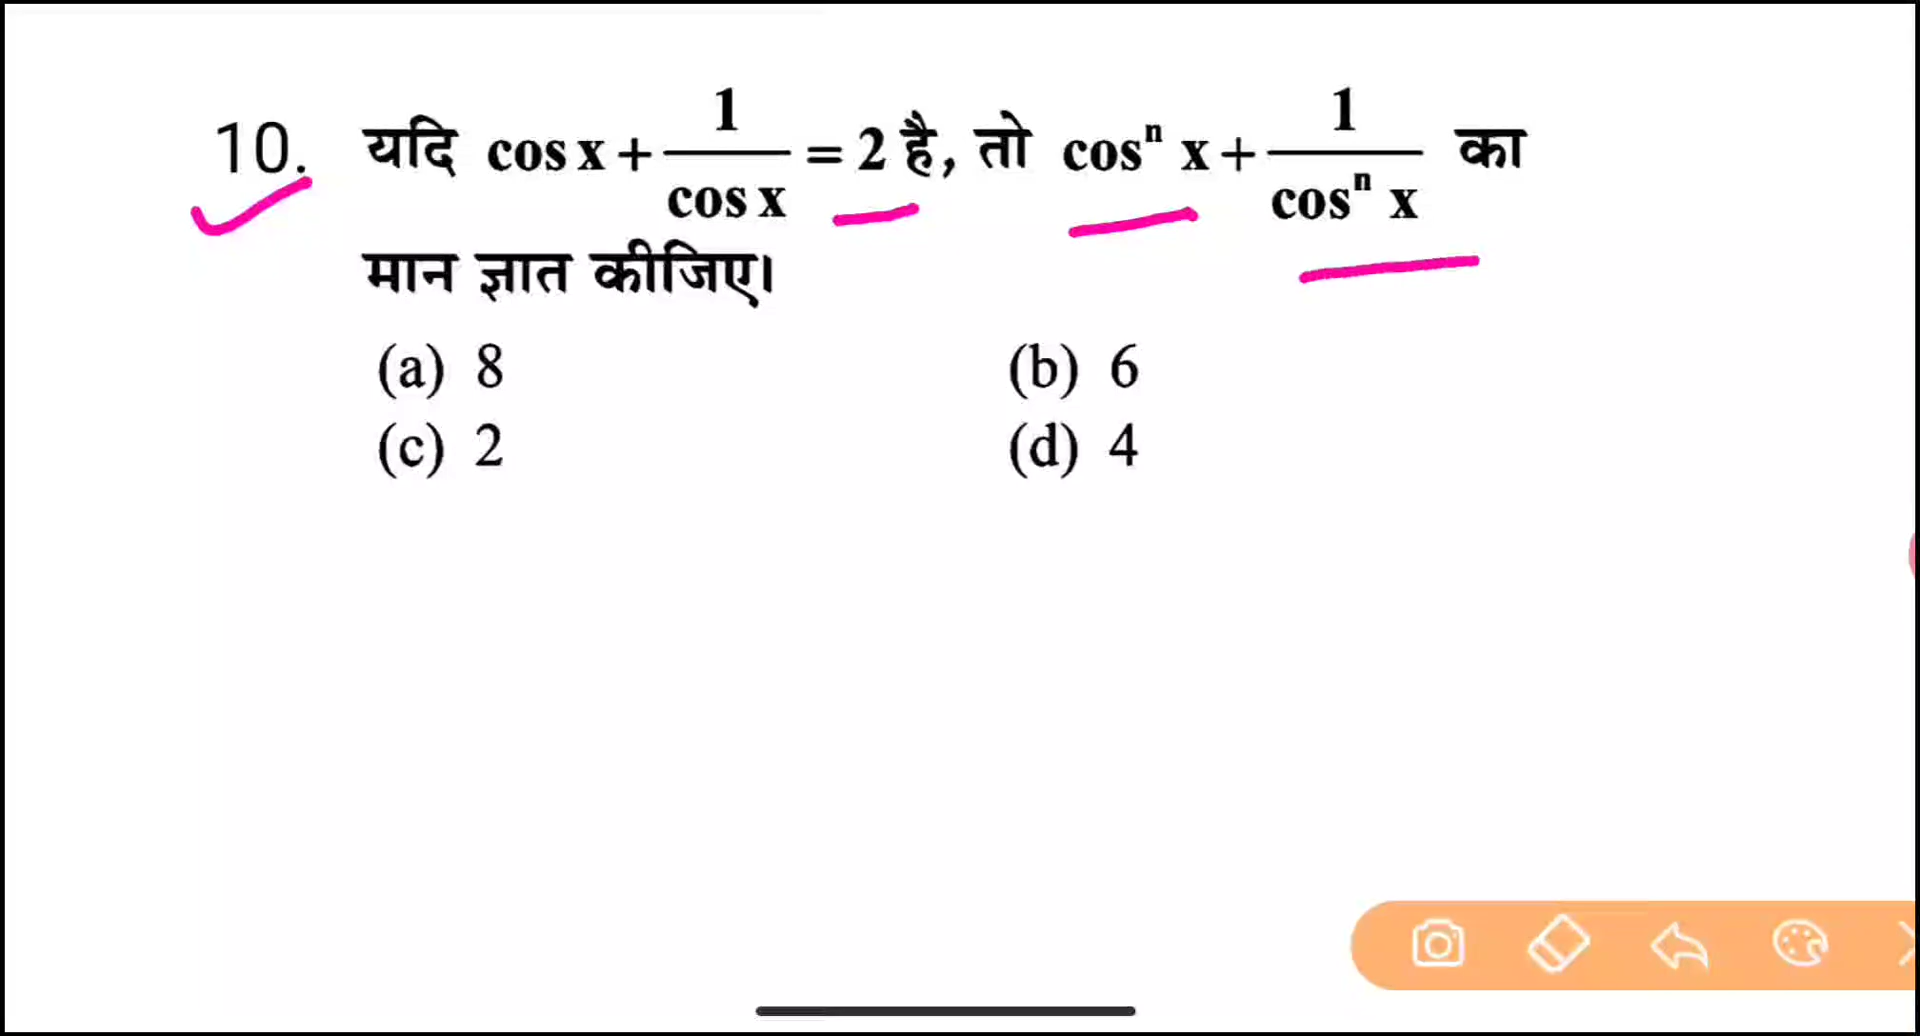 10. यदि cos x + 1/cos x = 2 है, तो cosⁿ x + 1/cosⁿ x का
मान ज्ञात कीजिए।
(a) 8 (b) 6
(c) 2 (d) 4